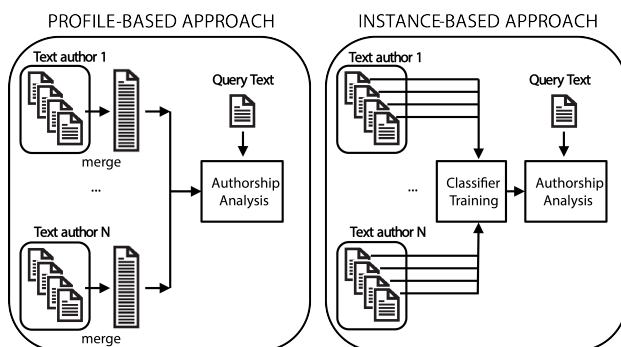 PROFILE-BASED APPROACH
Text author 1
Query Text
merge
...
Authorship
Analysis
Text author N
merge
INSTANCE-BASED APPROACH
Text author 1
Query Text
...
Classifier
Training
Authorship
Analysis
Text author N